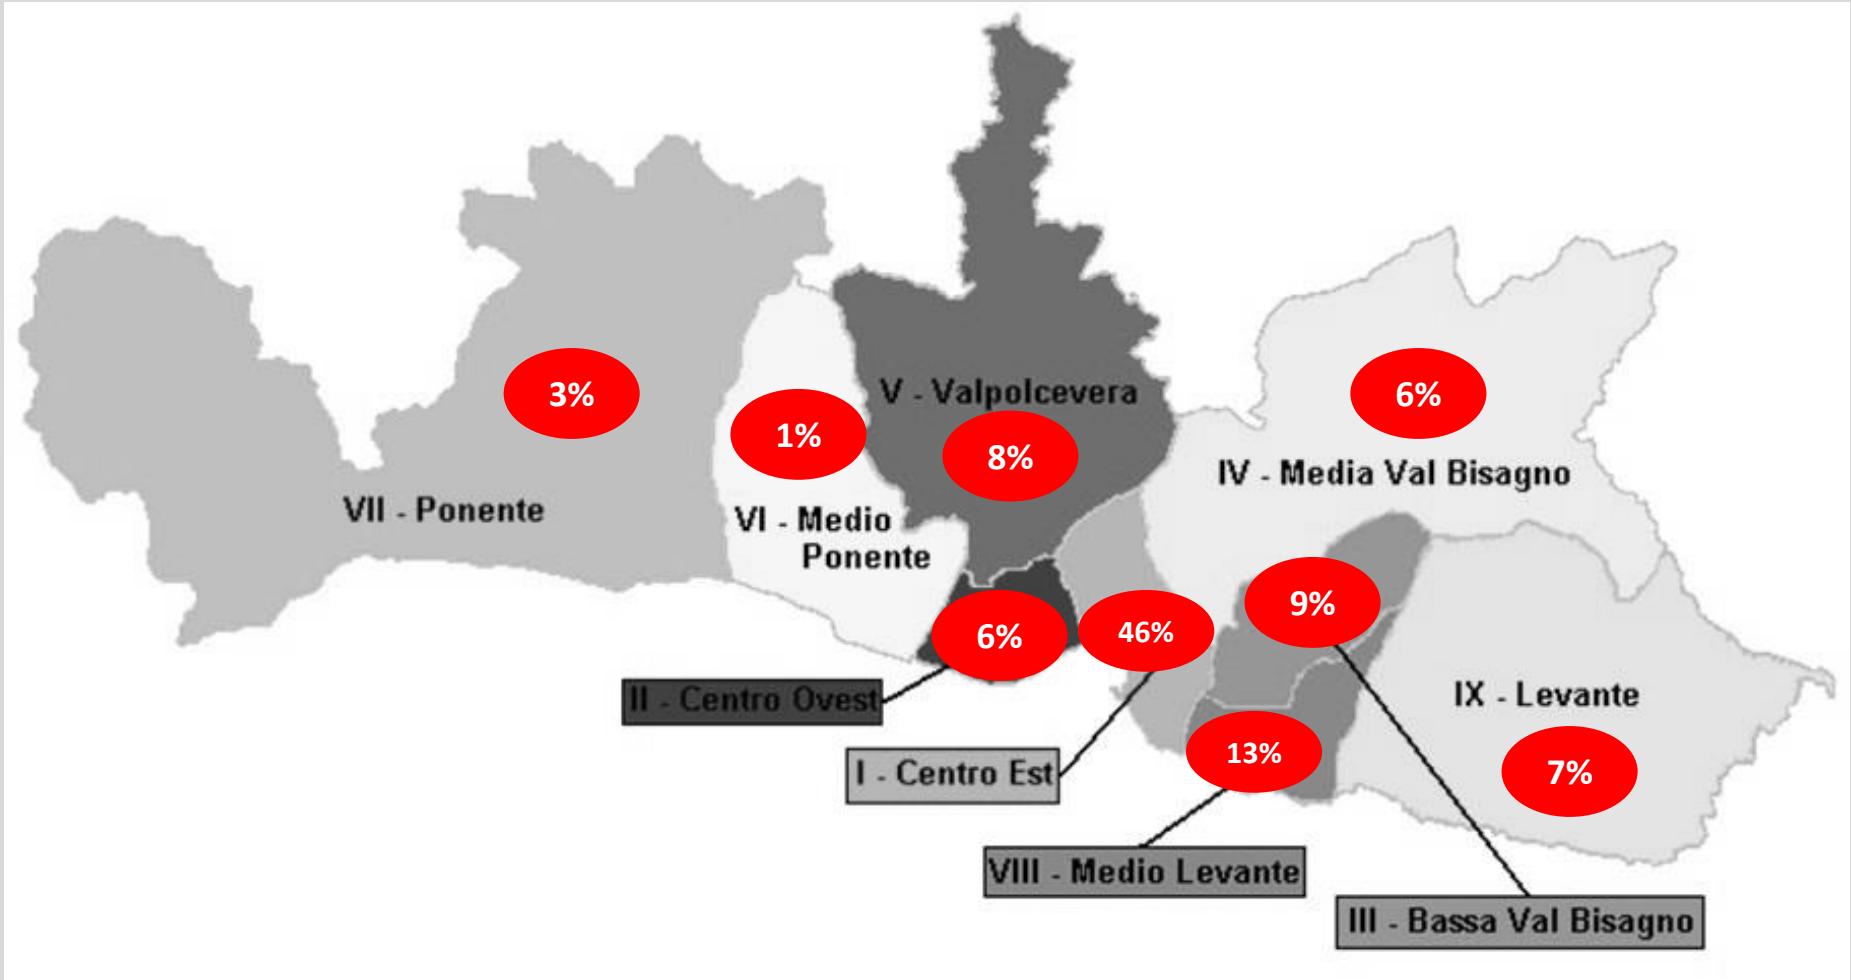 3%
6%
V - Valpolcevera
1%
8%
IV - Media Val Bisagno
VII - Ponente
VI - Medio
Ponente
9%
6%
46%
II - Centro Ovest
IX - Levante
13%
7%
I - Centro Est
VIII - Medio Levante
III - Bassa Val Bisagno